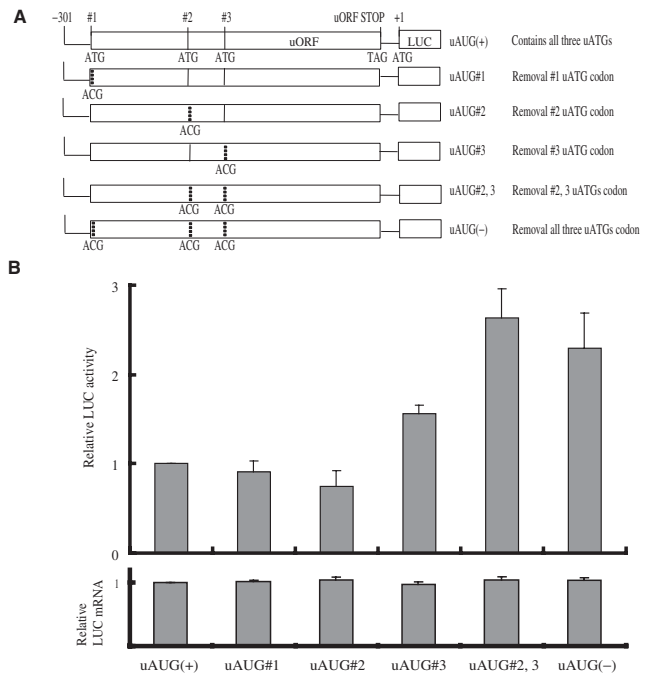 A
−301 #1 #2 #3 uORF STOP +1
uORF LUC uAUG(+) Contains all three uATGs
ATG ATG ATG TAG ATG
uAUG#1 Removal #1 uATG codon
ACG
uAUG#2 Removal #2 uATG codon
ACG
uAUG#3 Removal #3 uATG codon
ACG
uAUG#2, 3 Removal #2, 3 uATGs codon
ACG ACG
uAUG(−) Removal all three uATGs codon
ACG ACG ACG
B
3
2
1
0
Relative LUC activity
1
Relative
LUC mRNA
uAUG(+) uAUG#1 uAUG#2 uAUG#3 uAUG#2, 3 uAUG(−)